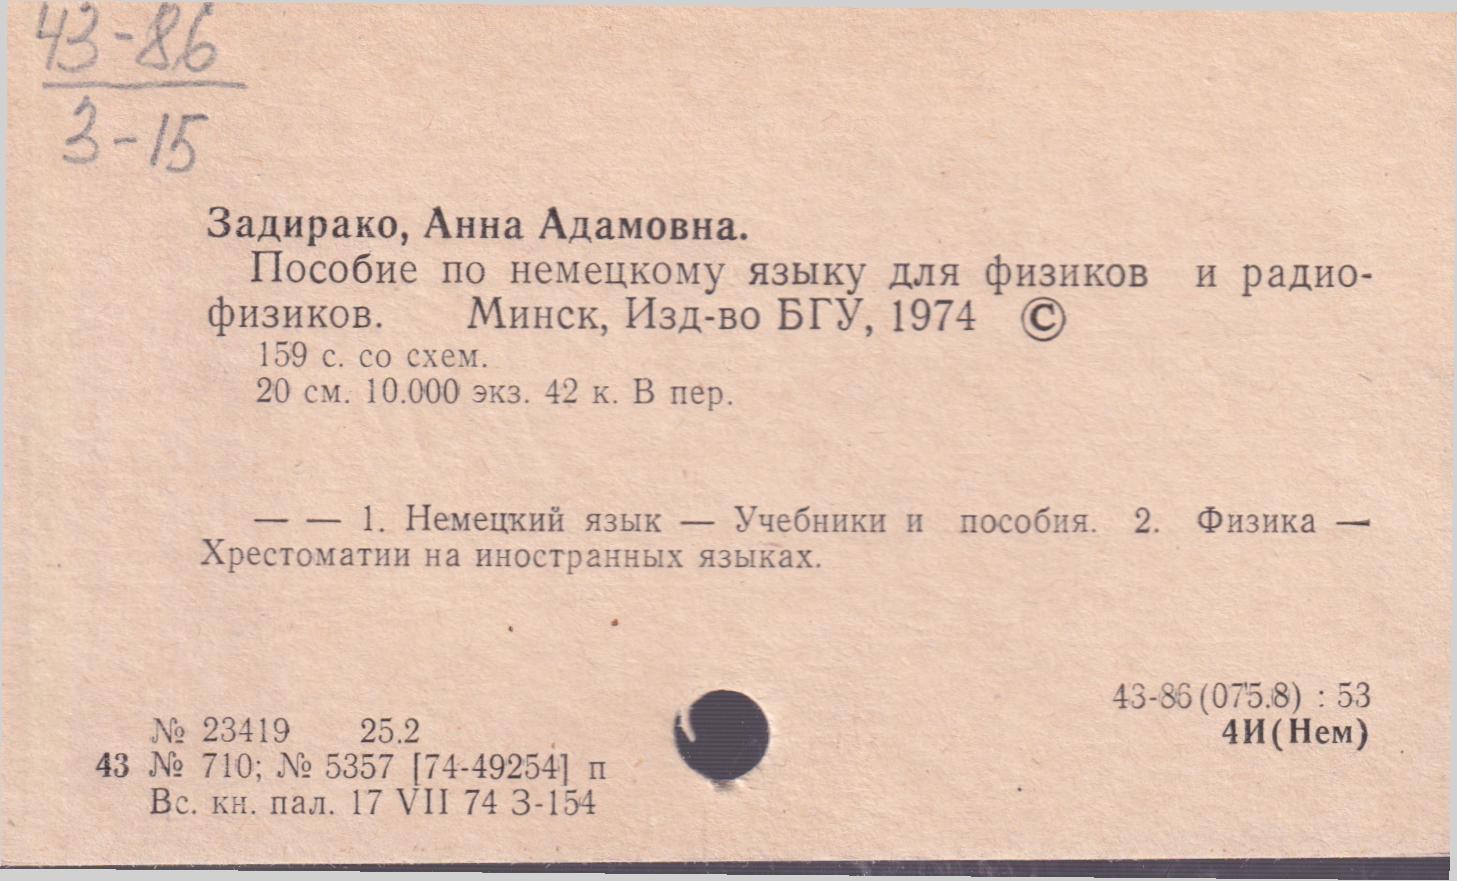 43-86
З-15
Задирако, Анна Адамовна.
Пособие по немецкому языку для физиков и радио-
физиков. Минск, Изд-во БГУ, 1974 ©
159 с. со схем.
20 см. 10.000 экз. 42 к. В пер.
— — 1. Немецкий язык — Учебники и пособия. 2. Физика —
Хрестоматии на иностранных языках.
43-86(075.8) : 53
4И(Нем)
№ 23419 25.2
43 № 710; № 5357 [74-49254] п
Вс. кн. пал. 17 VII 74 З-154